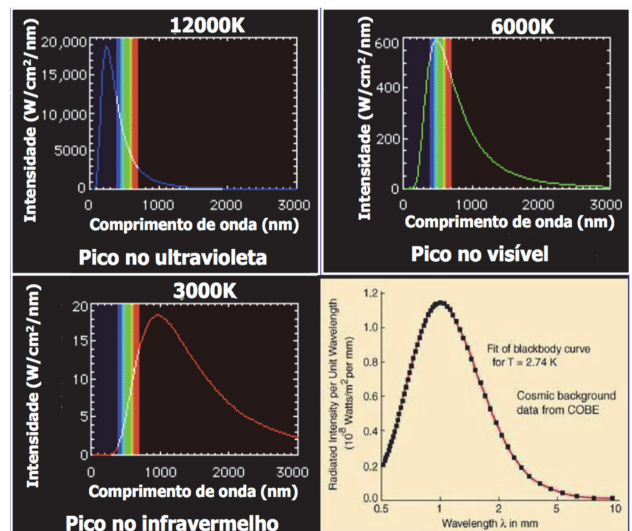 12000K
Intensidade (W/cm²/nm)
20,000
15,000
10,000
5000
0
0 1000 2000 3000
Comprimento de onda (nm)
Pico no ultravioleta
6000K
Intensidade (W/cm²/nm)
600
400
200
0
0 1000 2000 3000
Comprimento de onda (nm)
Pico no visível
3000K
Intensidade (W/cm²/nm)
20
15
10
5
0
0 1000 2000 3000
Comprimento de onda (nm)
Pico no infravermelho
Radiated Intensity per Unit Wavelength
(10⁸ Watts/m² per mm)
1.2
1.0
0.8
0.6
0.4
0.2
0.0
Fit of blackbody curve
for T = 2.74 K
Cosmic background
data from COBE
0.5 1 2 5 10
Wavelength λ in mm